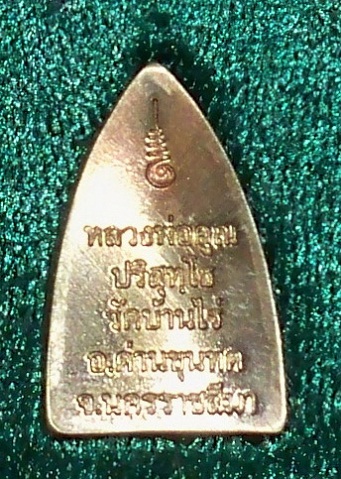 หลวงพ่อคูณ
ปริสุทฺโธ
วัดบ้านไร่
อ.ด่านขุนทด
จ.นครราชสีมา